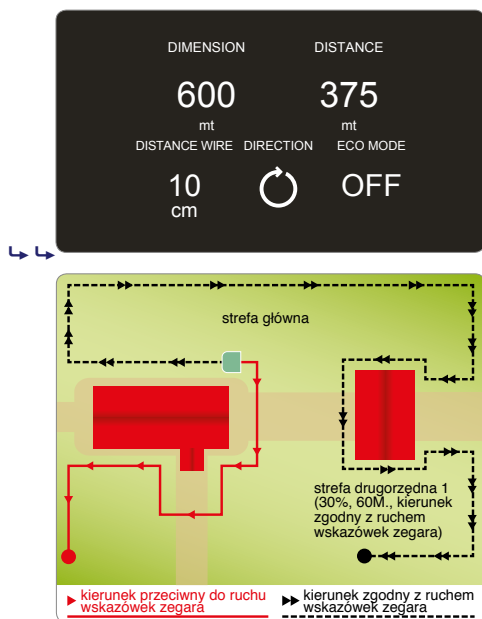 DIMENSION DISTANCE
600 375
mt mt
DISTANCE WIRE DIRECTION ECO MODE
10 OFF
cm
strefa główna
strefa drugorzędna 1
(30%, 60M., kierunek
zgodny z ruchem
wskazówek zegara)
kierunek przeciwny do ruchu
wskazówek zegara
kierunek zgodny z ruchem
wskazówek zegara